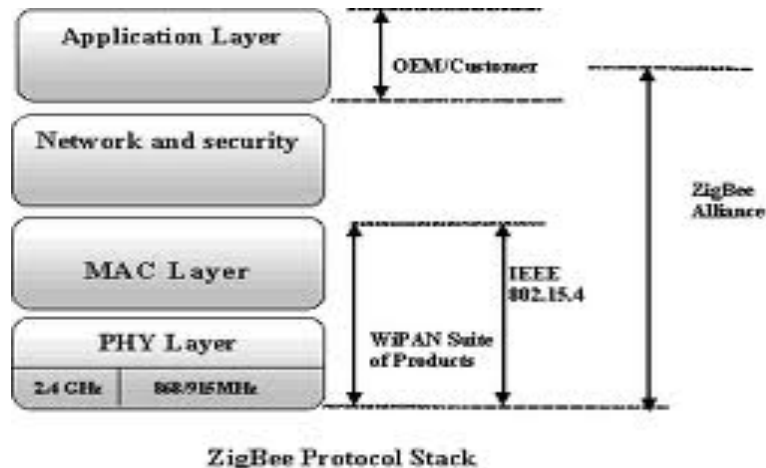 Application Layer
OEM/Customer
Network and security
ZigBee
Alliance
MAC Layer
IEEE
802.15.4
PHY Layer
WiPAN Suite
of Products
2.4 GHz
868/915MHz
ZigBee Protocol Stack